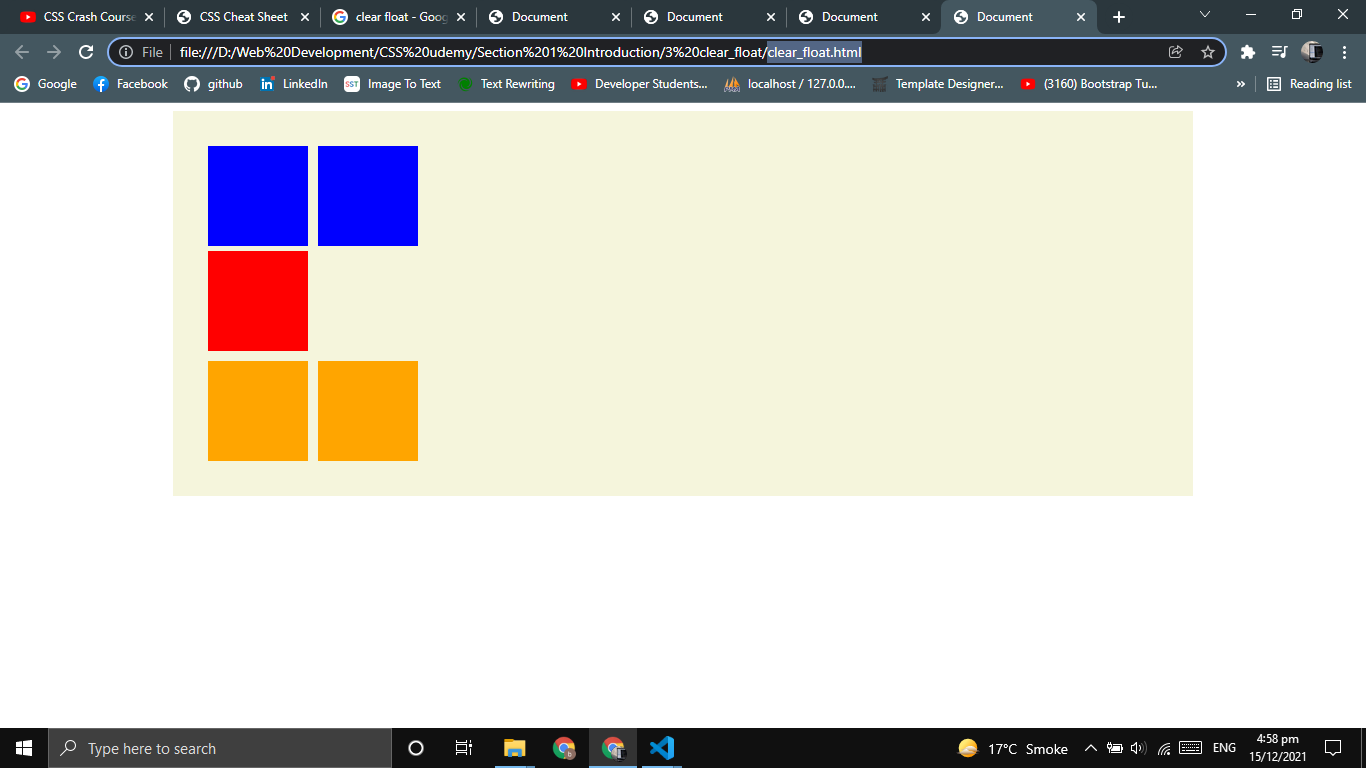 CSS Crash Course
CSS Cheat Sheet
clear float - Goog
Document
Document
Document
Document
File
file:///D:/Web%20Development/CSS%20udemy/Section%201%20Introduction/3%20clear_float/clear_float.html
Google
Facebook
github
LinkedIn
SST
Image To Text
Text Rewriting
Developer Students...
localhost / 127.0.0....
Template Designer...
(3160) Bootstrap Tu...
»
Reading list
Type here to search
17°C Smoke
ENG
4:58 pm
15/12/2021